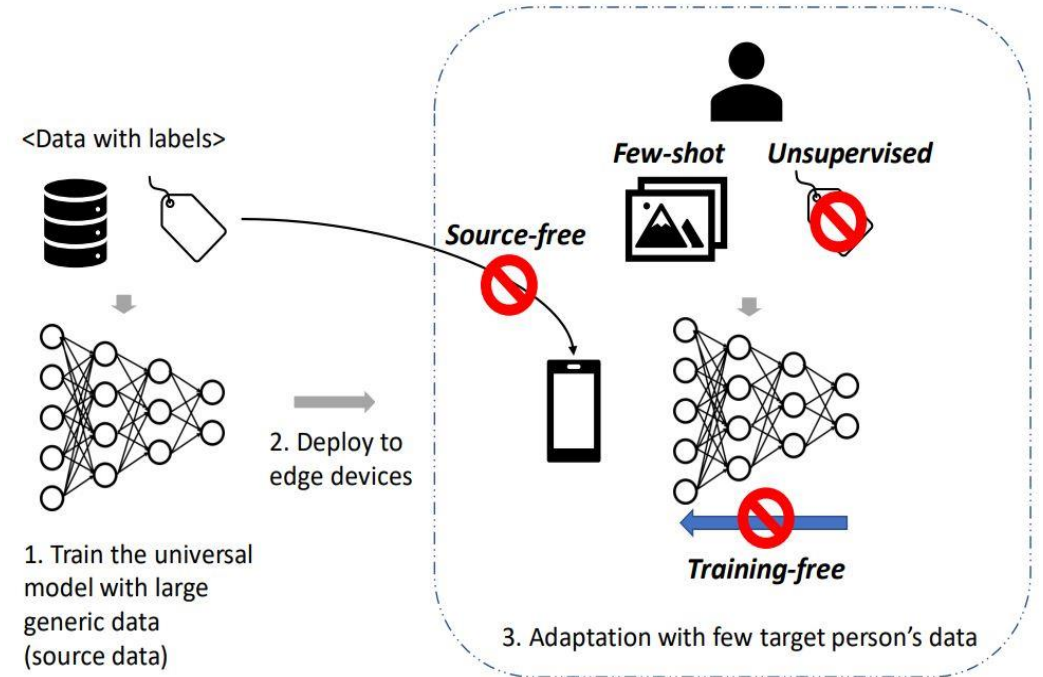 <Data with labels>
Few-shot
Unsupervised
Source-free
2. Deploy to
edge devices
1. Train the universal
model with large
generic data
(source data)
Training-free
3. Adaptation with few target person's data